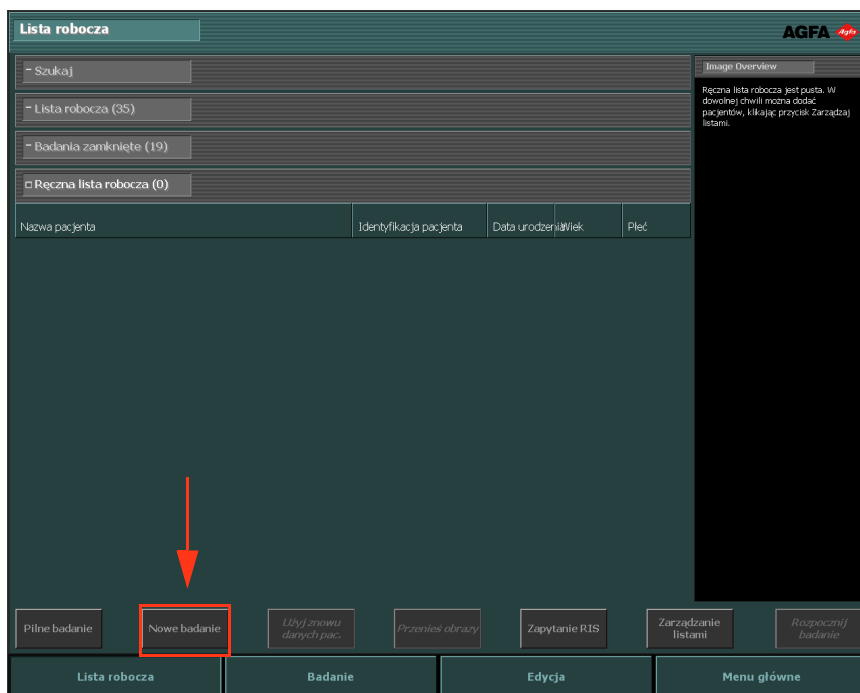 Lista robocza
AGFA Agfa
Szukaj
Image Overview
Ręczna lista robocza jest pusta. W
dowolnej chwili można dodać
pacjentów, klikając przycisk Zarządzaj
listami.
Lista robocza (35)
Badania zamknięte (19)
Ręczna lista robocza (0)
Nazwa pacjenta Identyfikacja pacjenta Data urodzenia Wiek Płeć
Pilne badanie Nowe badanie Użyj znowu danych pac. Przenieś obrazy Zapytanie RIS Zarządzanie listami Rozpocznij badanie
Lista robocza Badanie Edycja Menu główne